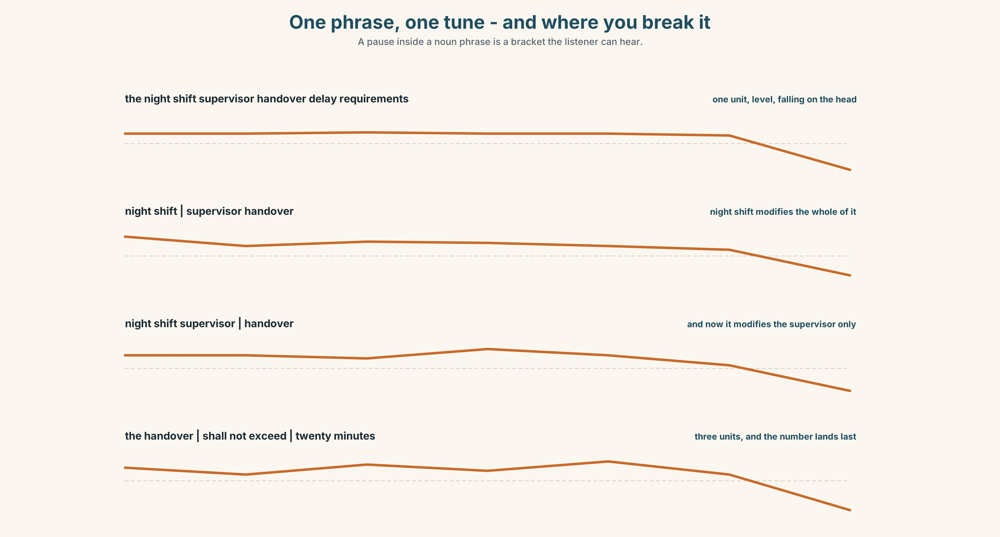 One phrase, one tune - and where you break it
A pause inside a noun phrase is a bracket the listener can hear.
the night shift supervisor handover delay requirements
one unit, level, falling on the head
night shift | supervisor handover
night shift modifies the whole of it
night shift supervisor | handover
and now it modifies the supervisor only
the handover | shall not exceed | twenty minutes
three units, and the number lands last